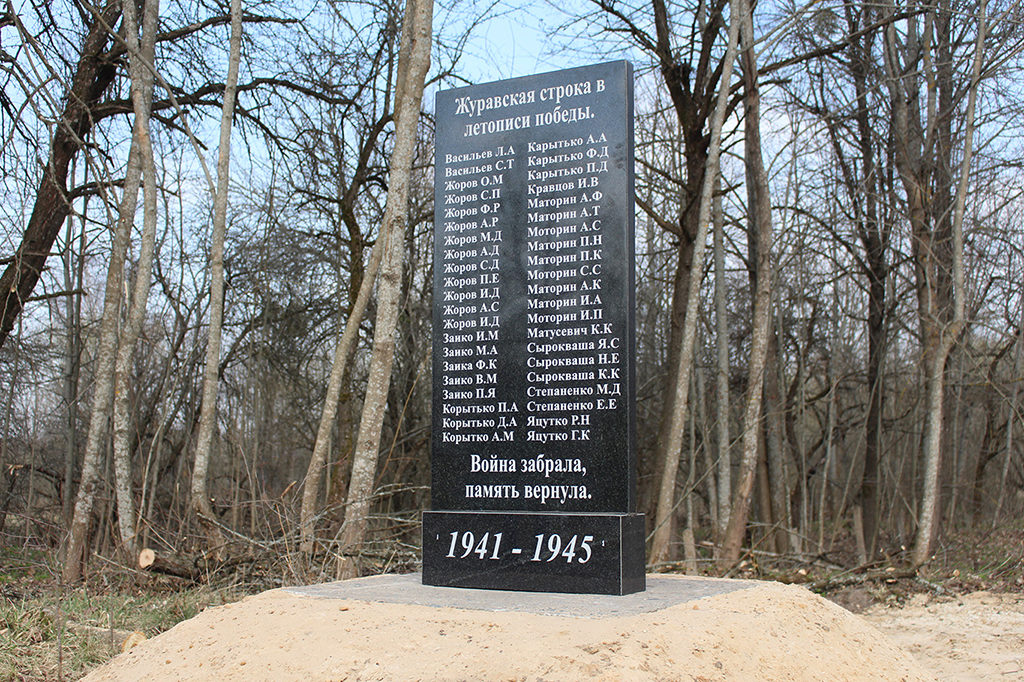 Журавская строка в
летописи победы.
Васильев Л.А
Васильев С.Т
Жоров О.М
Жоров С.П
Жоров Ф.Р
Жоров А.Р
Жоров М.Д
Жоров А.Д
Жоров С.Д
Жоров П.Е
Жоров И.Д
Жоров А.С
Жоров И.Д
Заико И.М
Заико М.А
Заика Ф.К
Заико В.М
Заико П.Я
Корытько П.А
Корытько Д.А
Корытко А.М
Карытько А.А
Карытько Ф.Д
Карытько П.Д
Кравцов И.В
Маторин А.Ф
Маторин А.Т
Моторин А.С
Маторин П.Н
Маторин П.К
Моторин С.С
Маторин А.К
Маторин И.А
Моторин И.П
Матусевич К.К
Сырокваша Я.С
Сырокваша Н.Е
Сырокваша К.К
Степаненко М.Д
Степаненко Е.Е
Яцутко Р.Н
Яцутко Г.К
Война забрала,
память вернула.
1941 - 1945